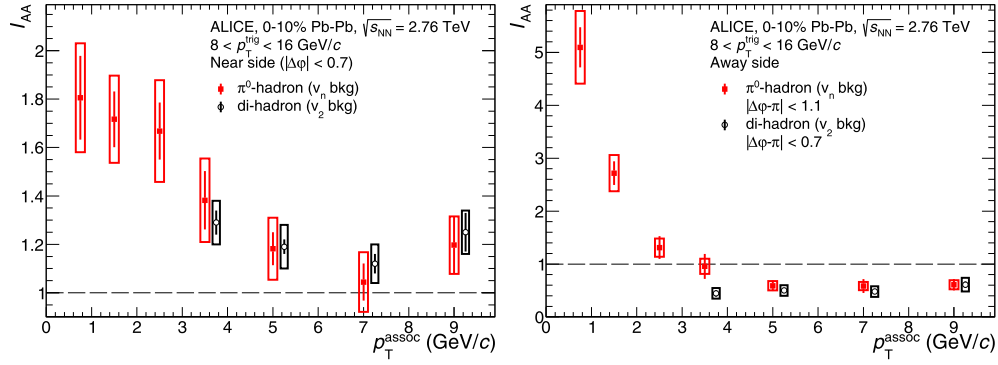 I_AA
ALICE, 0-10% Pb-Pb, √s_NN = 2.76 TeV
8 < p_T^trig < 16 GeV/c
Near side (|Δφ| < 0.7)
π⁰-hadron (v_n bkg)
di-hadron (v_2 bkg)
2
1.8
1.6
1.4
1.2
1
0 1 2 3 4 5 6 7 8 9
p_T^assoc (GeV/c)
I_AA
ALICE, 0-10% Pb-Pb, √s_NN = 2.76 TeV
8 < p_T^trig < 16 GeV/c
Away side
π⁰-hadron (v_n bkg)
|Δφ-π| < 1.1
di-hadron (v_2 bkg)
|Δφ-π| < 0.7
5
4
3
2
1
0
0 1 2 3 4 5 6 7 8 9
p_T^assoc (GeV/c)